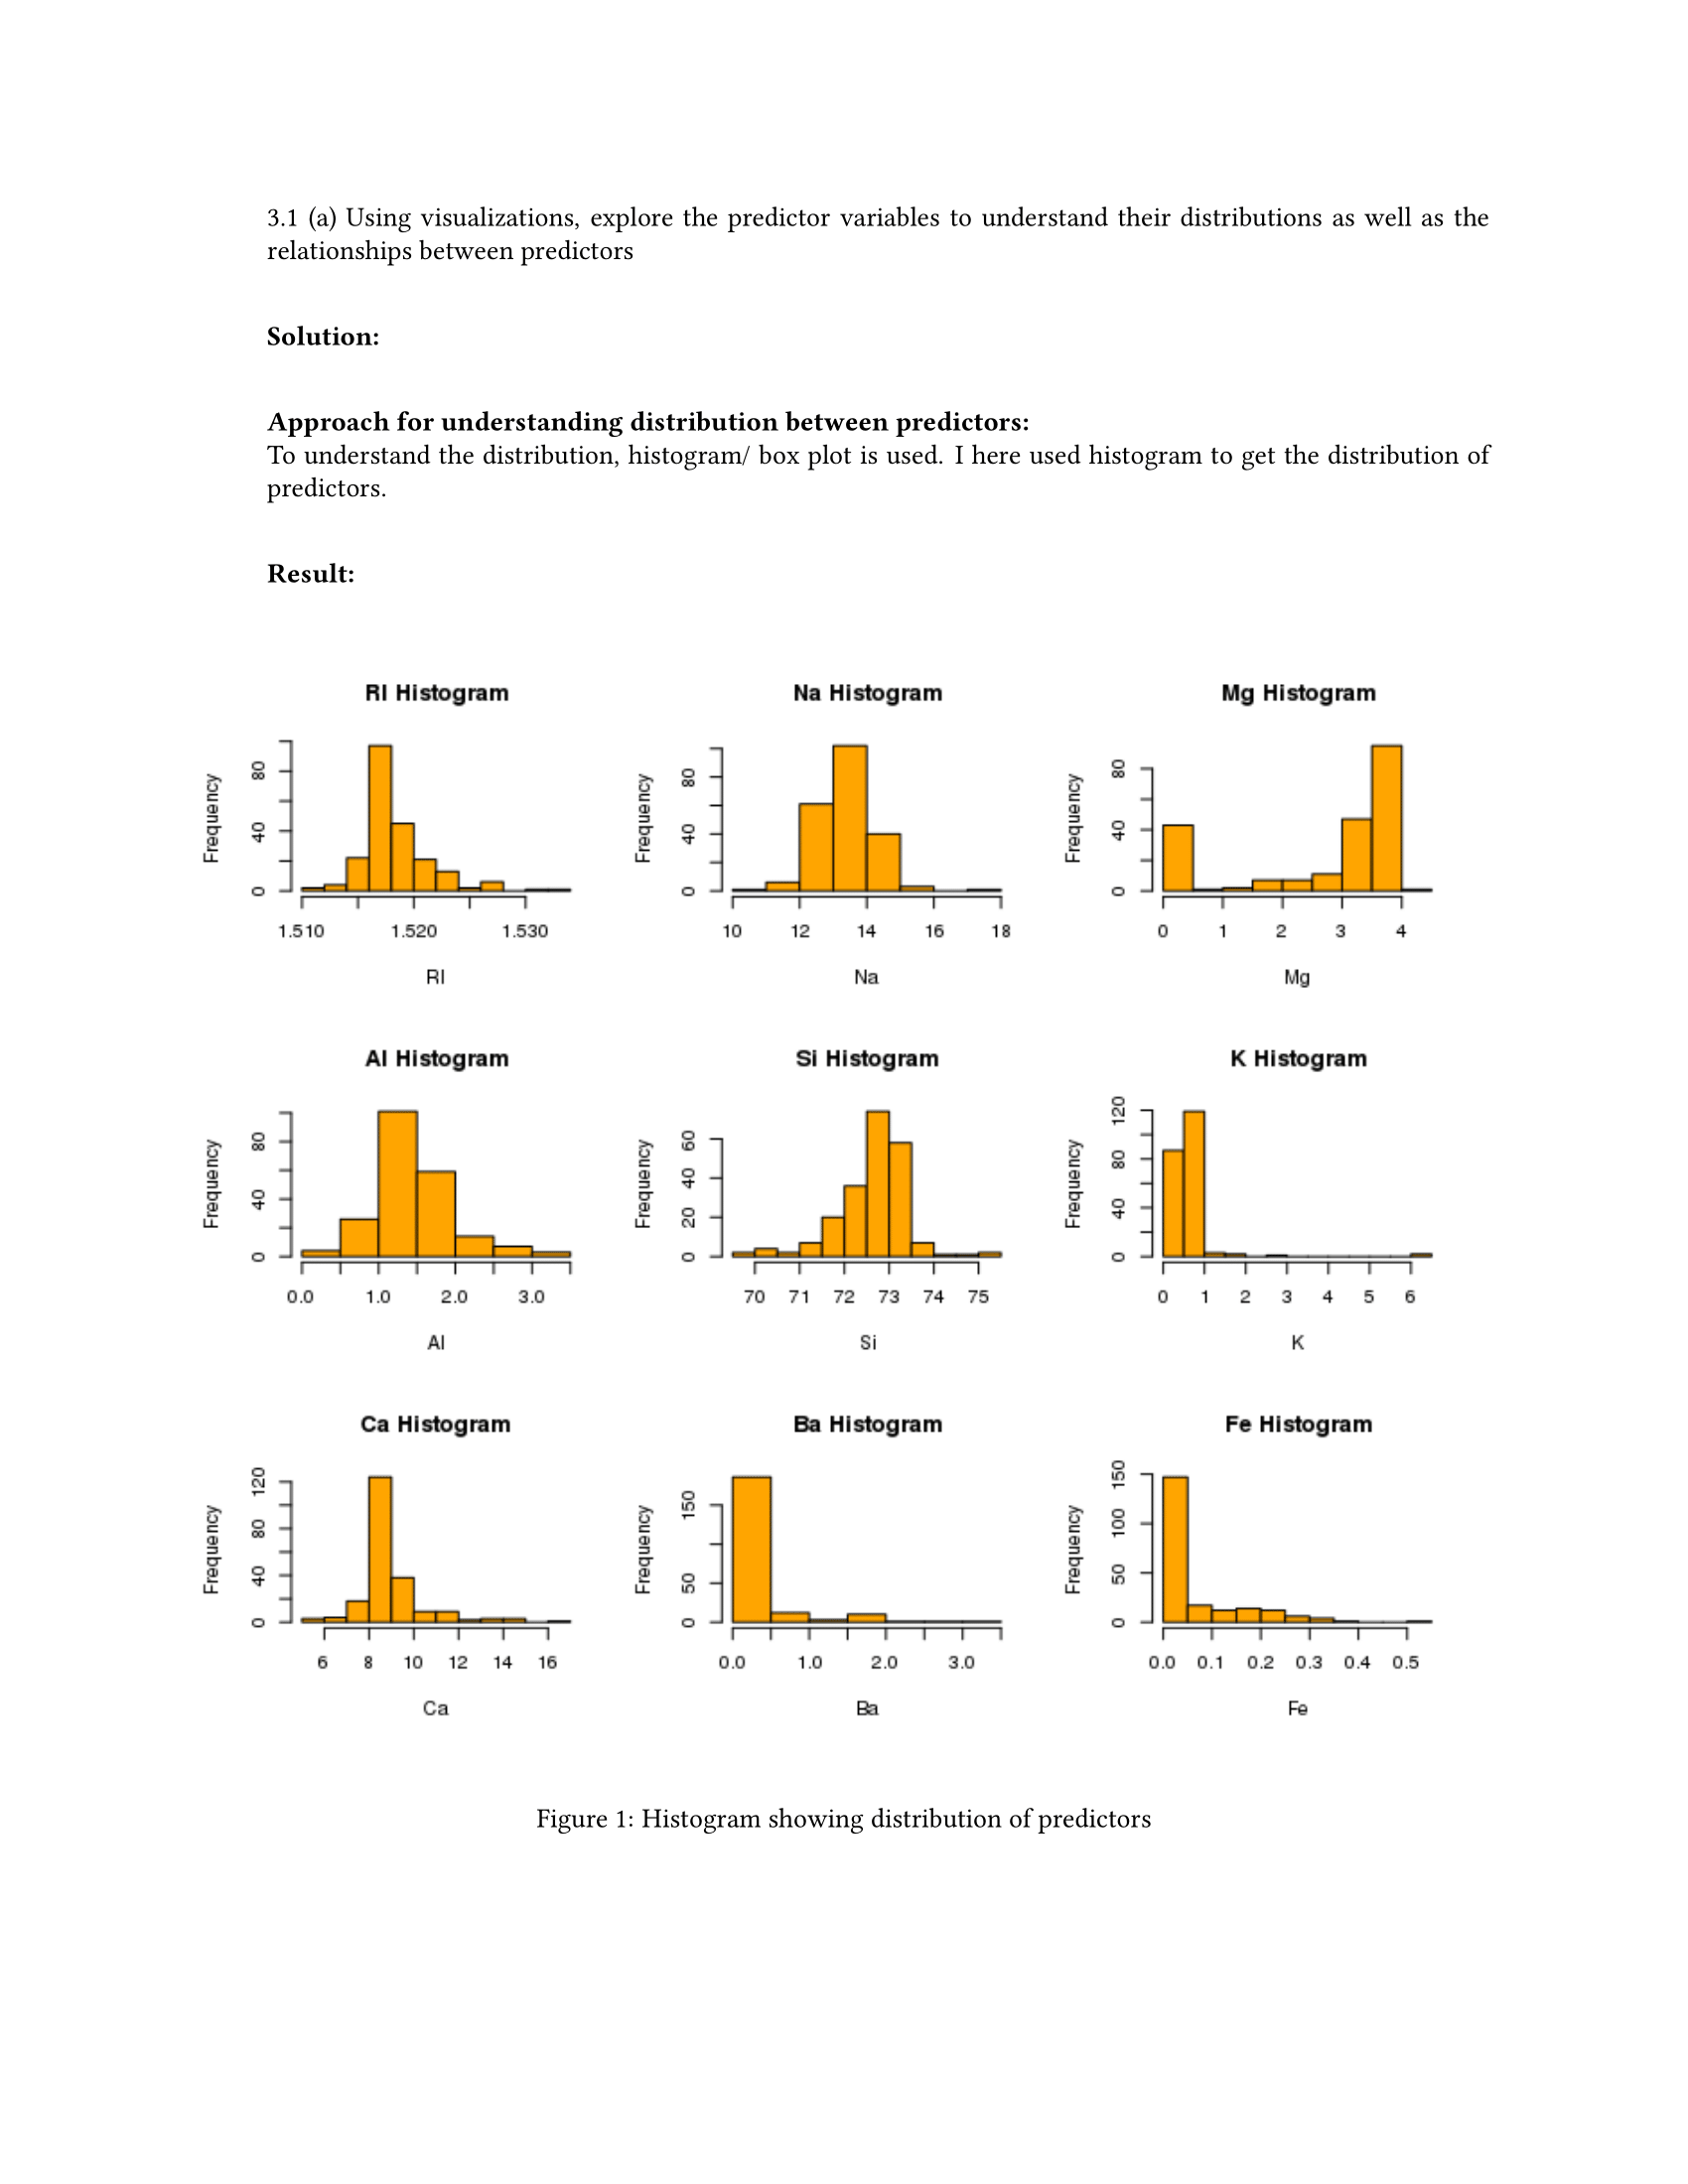 3.1 (a) Using visualizations, explore the predictor variables to understand their distributions as well as the
relationships between predictors
Solution:
Approach for understanding distribution between predictors:
To understand the distribution, histogram/ box plot is used. I here used histogram to get the distribution of
predictors.
Result:
RI Histogram
Frequency
0 40 80
1.510 1.520 1.530
RI
Na Histogram
Frequency
0 40 80
10 12 14 16 18
Na
Mg Histogram
Frequency
0 40 80
0 1 2 3 4
Mg
Al Histogram
Frequency
0 40 80
0.0 1.0 2.0 3.0
Al
Si Histogram
Frequency
0 20 40 60
70 71 72 73 74 75
Si
K Histogram
Frequency
0 40 80 120
0 1 2 3 4 5 6
K
Ca Histogram
Frequency
0 40 80 120
6 8 10 12 14 16
Ca
Ba Histogram
Frequency
0 50 150
0.0 1.0 2.0 3.0
Ba
Fe Histogram
Frequency
0 50 100 150
0.0 0.1 0.2 0.3 0.4 0.5
Fe
Figure 1: Histogram showing distribution of predictors